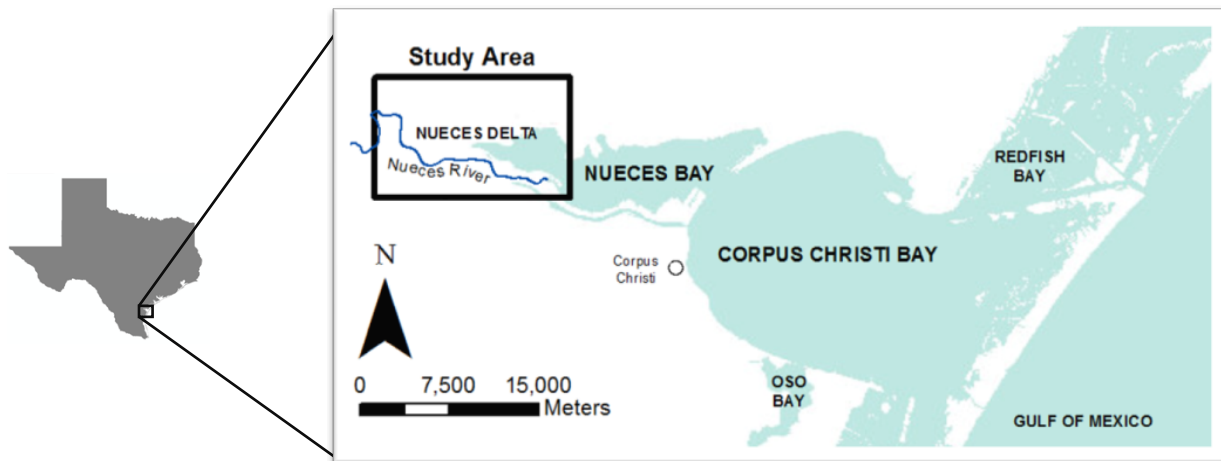 Study Area
NUECES DELTA
Nueces River
NUECES BAY
REDFISH
BAY
CORPUS CHRISTI BAY
Corpus
Christi
N
0 7,500 15,000
Meters
OSO
BAY
GULF OF MEXICO